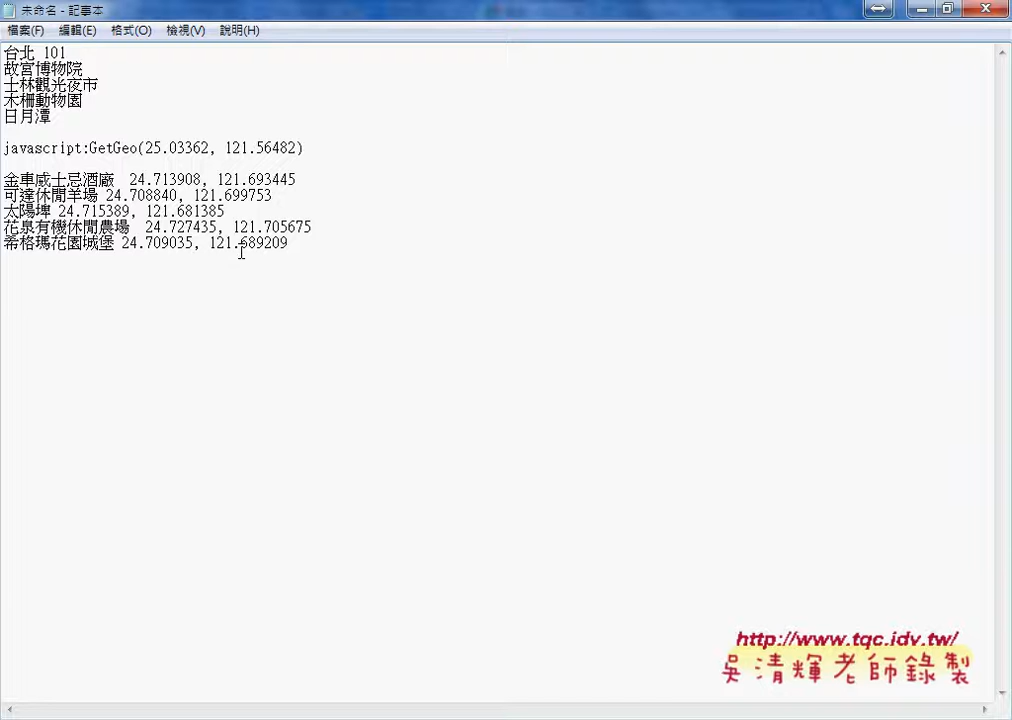 未命名 - 記事本
檔案(F) 編輯(E) 格式(O) 檢視(V) 說明(H)
台北 101
故宮博物院
士林觀光夜市
木柵動物園
日月潭
javascript:GetGeo(25.03362, 121.56482)
金車威士忌酒廠  24.713908, 121.693445
可達休閒羊場 24.708840, 121.699753
太陽埤 24.715389, 121.681385
花泉有機休閒農場  24.727435, 121.705675
希格瑪花園城堡 24.709035, 121.689209
http://www.tqc.idv.tw/
吳清輝老師錄製